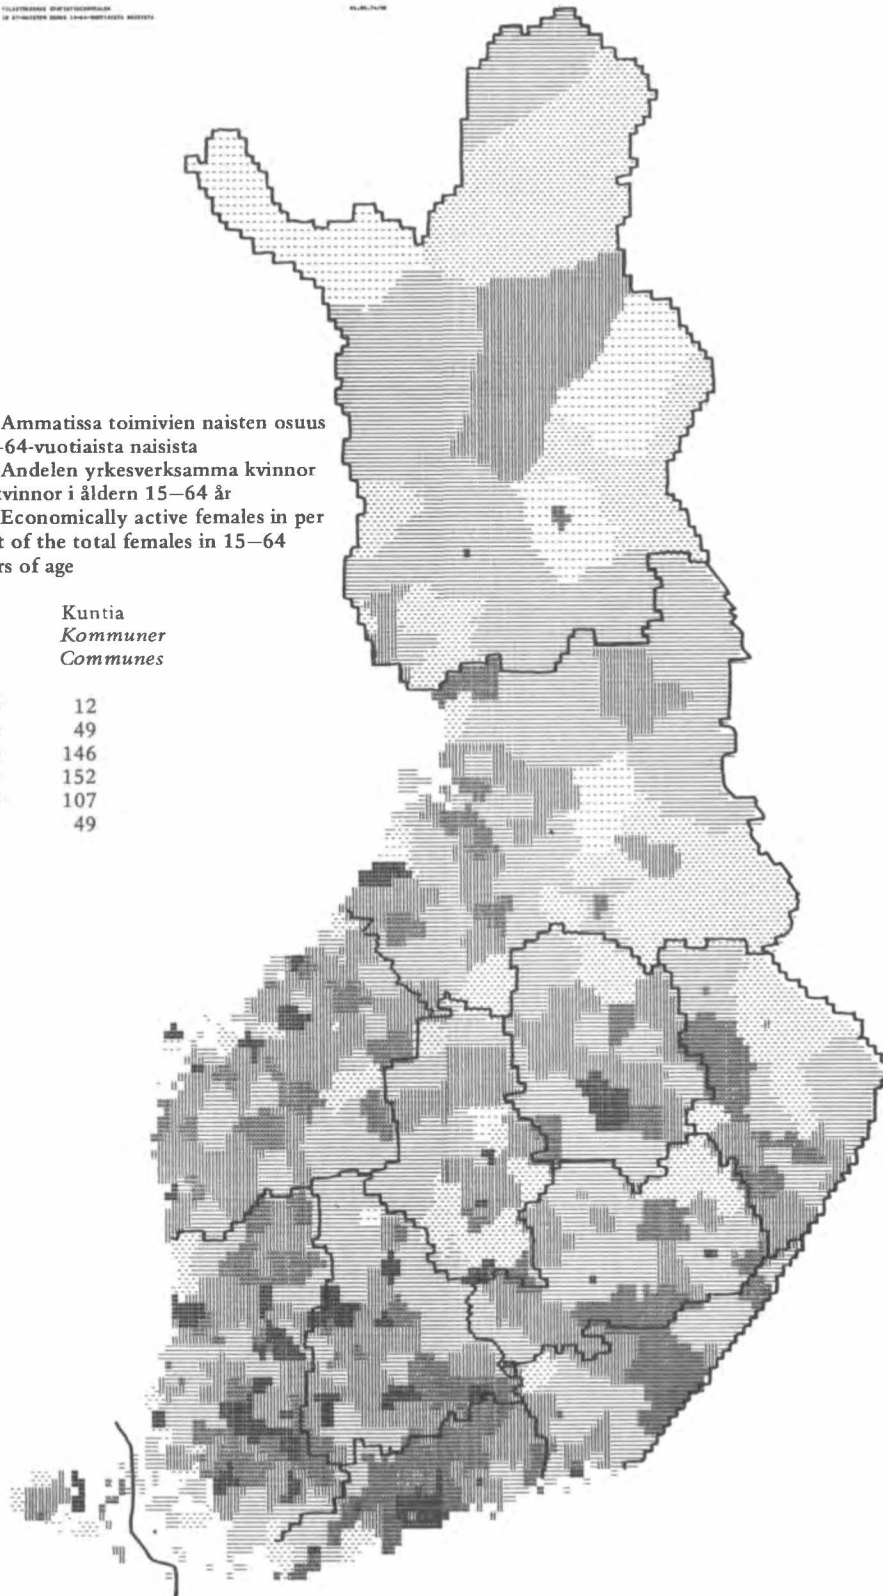 Ammatissa toimivien naisten osuus
-64-vuotiaista naisista
Andelen yrkesverksamma kvinnor
kvinnor i åldern 15—64 år
Economically active females in per
t of the total females in 15—64
rs of age
Kuntia
Kommuner
Communes
12
49
146
152
107
49